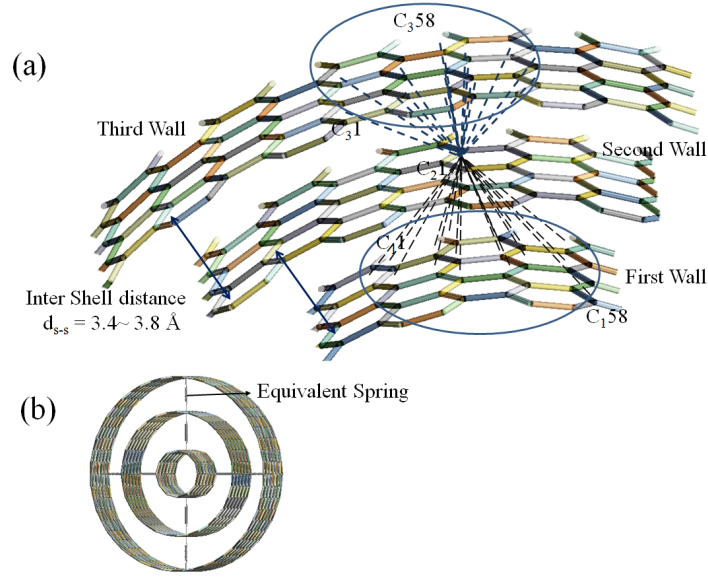 C₃58
(a)
Third Wall
C₃1
Second Wall
C₂1
C₁1
First Wall
Inter Shell distance
dₛ₋ₛ = 3.4~ 3.8 Å
C₁58
(b)
Equivalent Spring